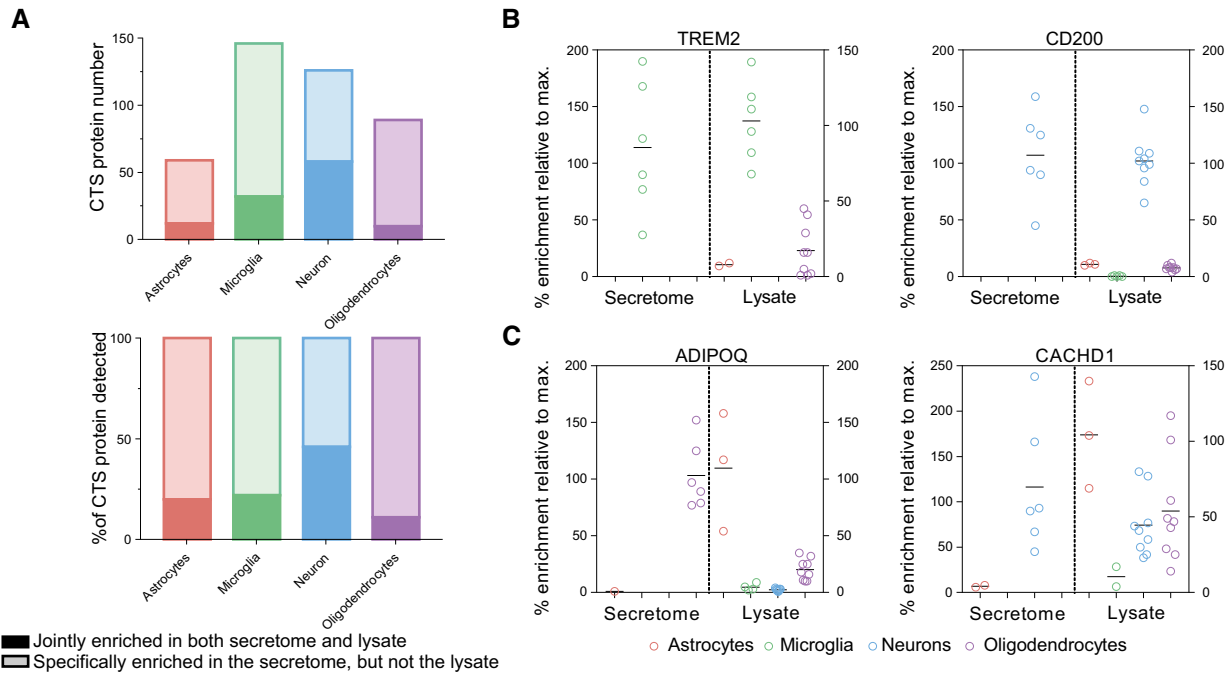 A
CTS protein number
150
100
50
0
Astrocytes
Microglia
Neuron
Oligodendrocytes
%of CTS protein detected
100
50
0
Astrocytes
Microglia
Neuron
Oligodendrocytes
Jointly enriched in both secretome and lysate
Specifically enriched in the secretome, but not the lysate
B
TREM2
% enrichment relative to max.
200
150
100
50
0
150
100
50
0
Secretome Lysate
CD200
% enrichment relative to max.
200
150
100
50
0
200
150
100
50
0
Secretome Lysate
C
ADIPOQ
% enrichment relative to max.
200
150
100
50
0
200
150
100
50
0
Secretome Lysate
CACHD1
% enrichment relative to max.
250
200
150
100
50
0
150
100
50
0
Secretome Lysate
Astrocytes Microglia Neurons Oligodendrocytes